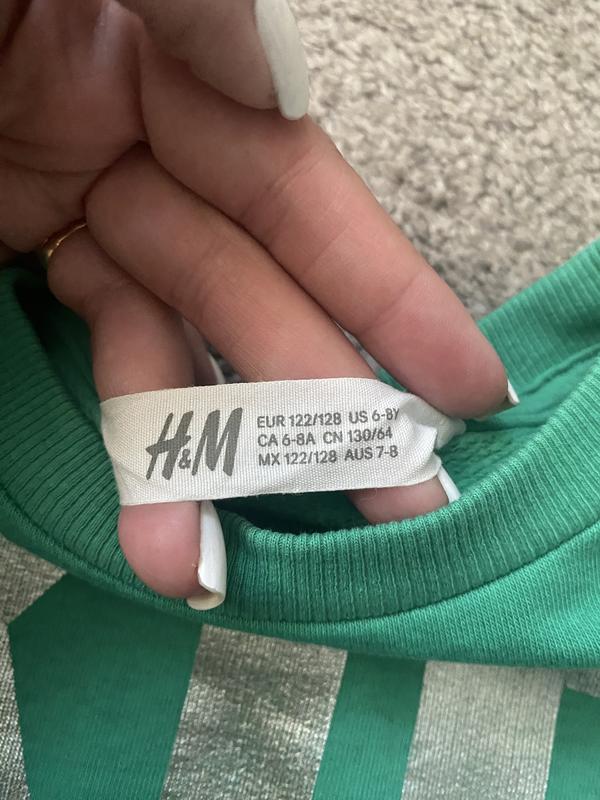 H&M
EUR 122/128 US 6-8Y
CA 6-8A CN 130/64
MX 122/128 AUS 7-8